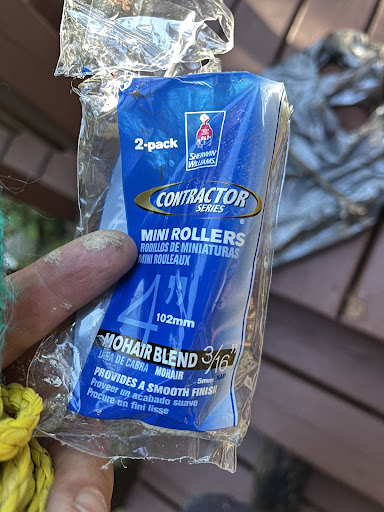 2-pack
SHERWIN
WILLIAMS.
CONTRACTOR
SERIES
®
MINI ROLLERS
RODILLOS DE MINIATURAS
MINI ROULEAUX
4"
102mm
MOHAIR BLEND 3/16"
DE CABRA MOHAIR
5mm
PROVIDES A SMOOTH FINISH
Proveer un acabado suave
Procure un fini lisse